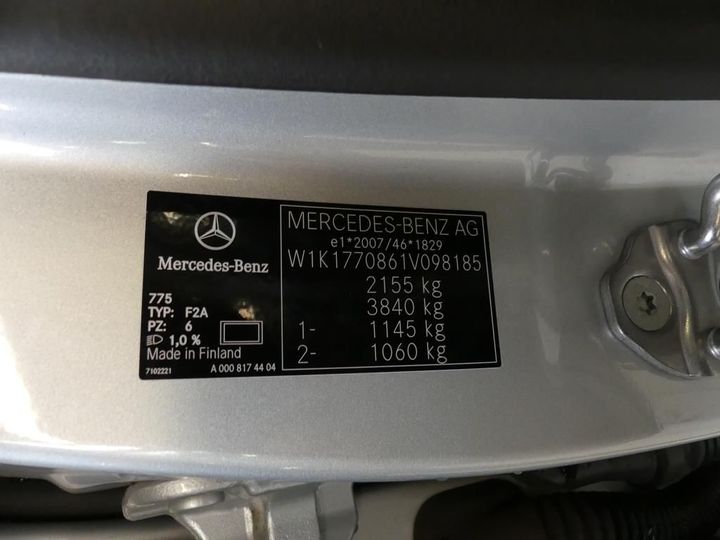 Mercedes-Benz
775
TYP: F2A
PZ: 6
1,0 %
Made in Finland
7102221
A 000 817 44 04
MERCEDES-BENZ AG
e1*2007/46*1829
W1K1770861V098185
2155 kg
3840 kg
1- 1145 kg
2- 1060 kg